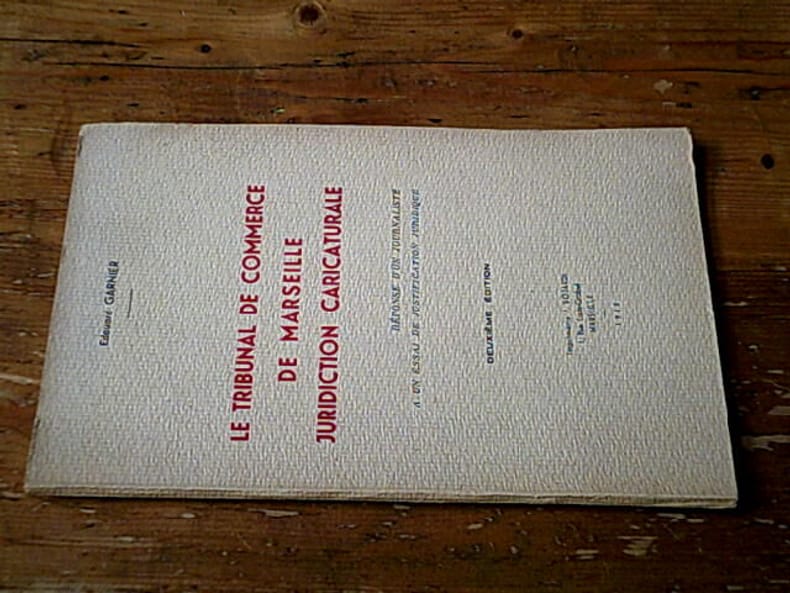 Edouard GARNIER
LE TRIBUNAL DE COMMERCE
DE MARSEILLE
JURIDICTION CARICATURALE
RÉPONSE D'UN JOURNALISTE
A UN ESSAI DE JUSTIFICATION JURIDIQUE
DEUXIÈME ÉDITION
MARSEILLE